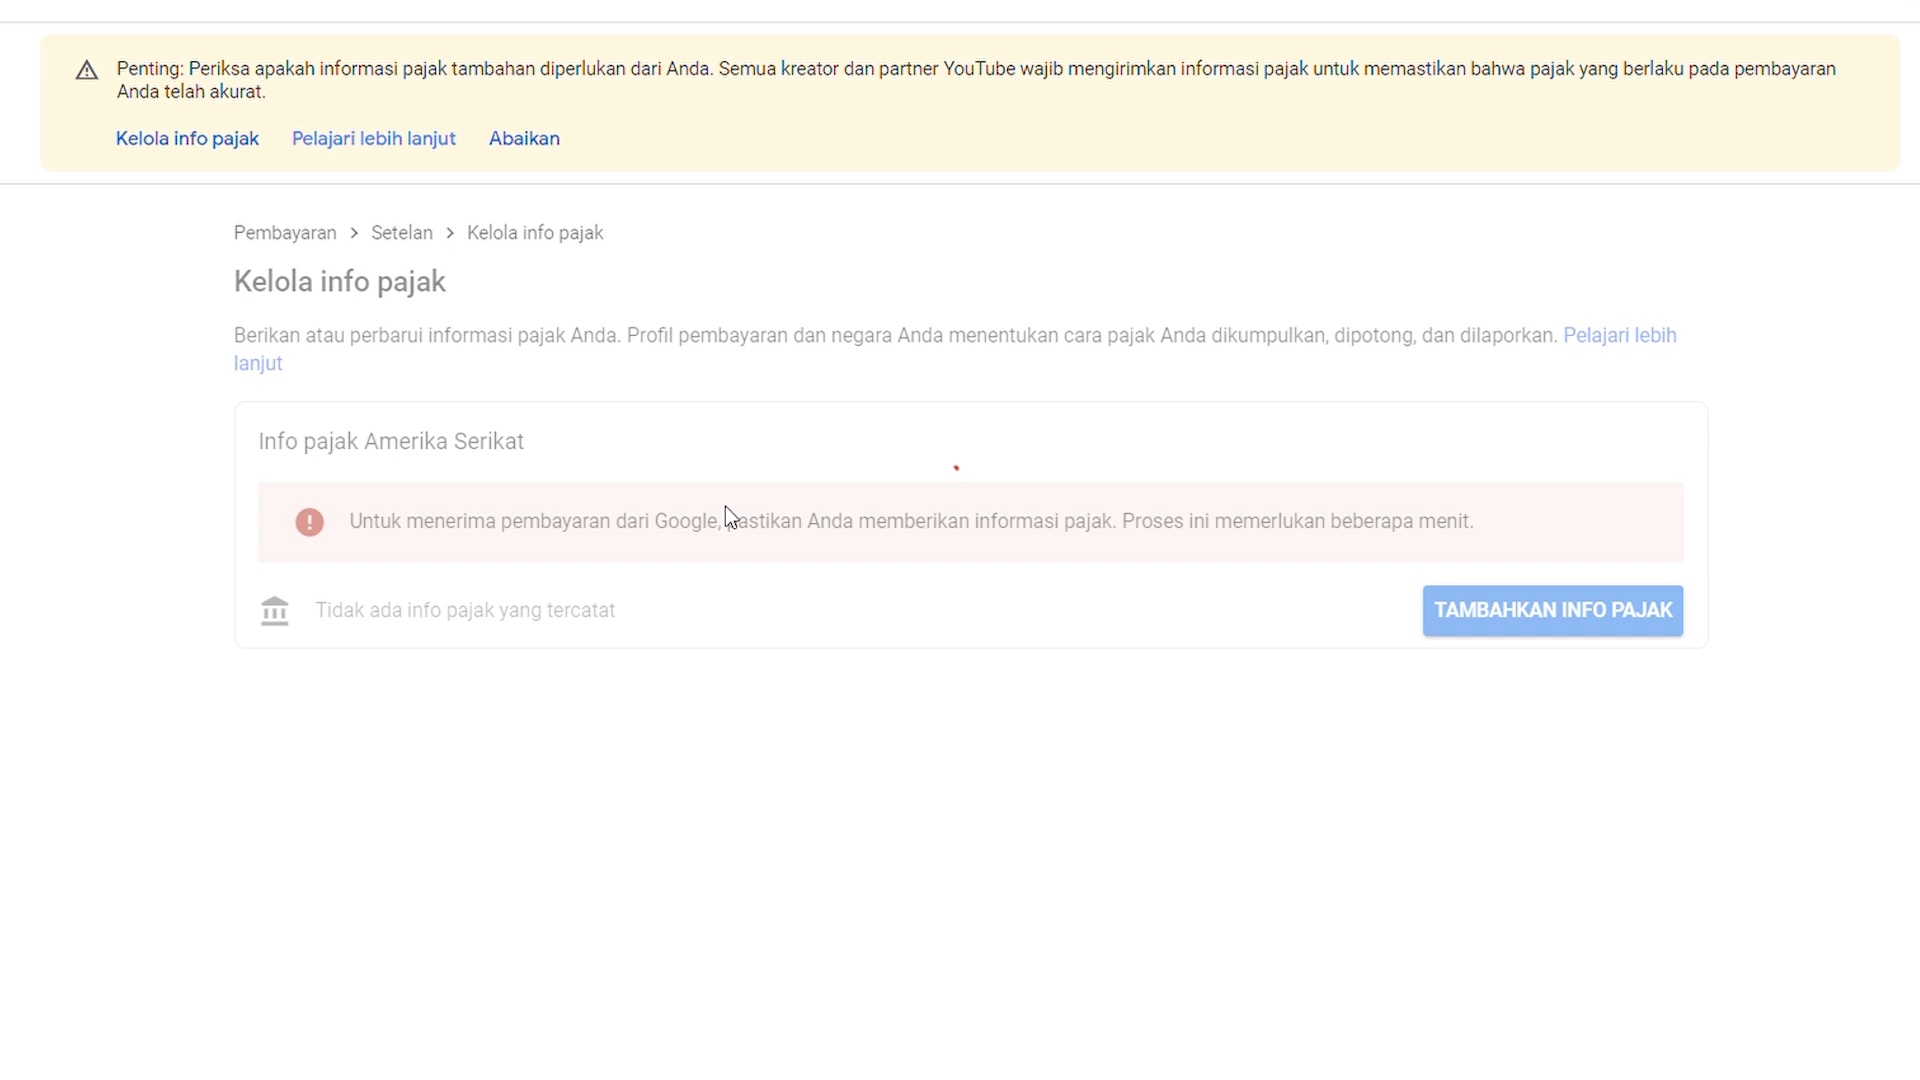 Penting: Periksa apakah informasi pajak tambahan diperlukan dari Anda. Semua kreator dan partner YouTube wajib mengirimkan informasi pajak untuk memastikan bahwa pajak yang berlaku pada pembayaran
Anda telah akurat.
Kelola info pajak Pelajari lebih lanjut Abaikan
Pembayaran > Setelan > Kelola info pajak
Kelola info pajak
Berikan atau perbarui informasi pajak Anda. Profil pembayaran dan negara Anda menentukan cara pajak Anda dikumpulkan, dipotong, dan dilaporkan. Pelajari lebih
lanjut
Info pajak Amerika Serikat
Untuk menerima pembayaran dari Google, pastikan Anda memberikan informasi pajak. Proses ini memerlukan beberapa menit.
Tidak ada info pajak yang tercatat
TAMBAHKAN INFO PAJAK